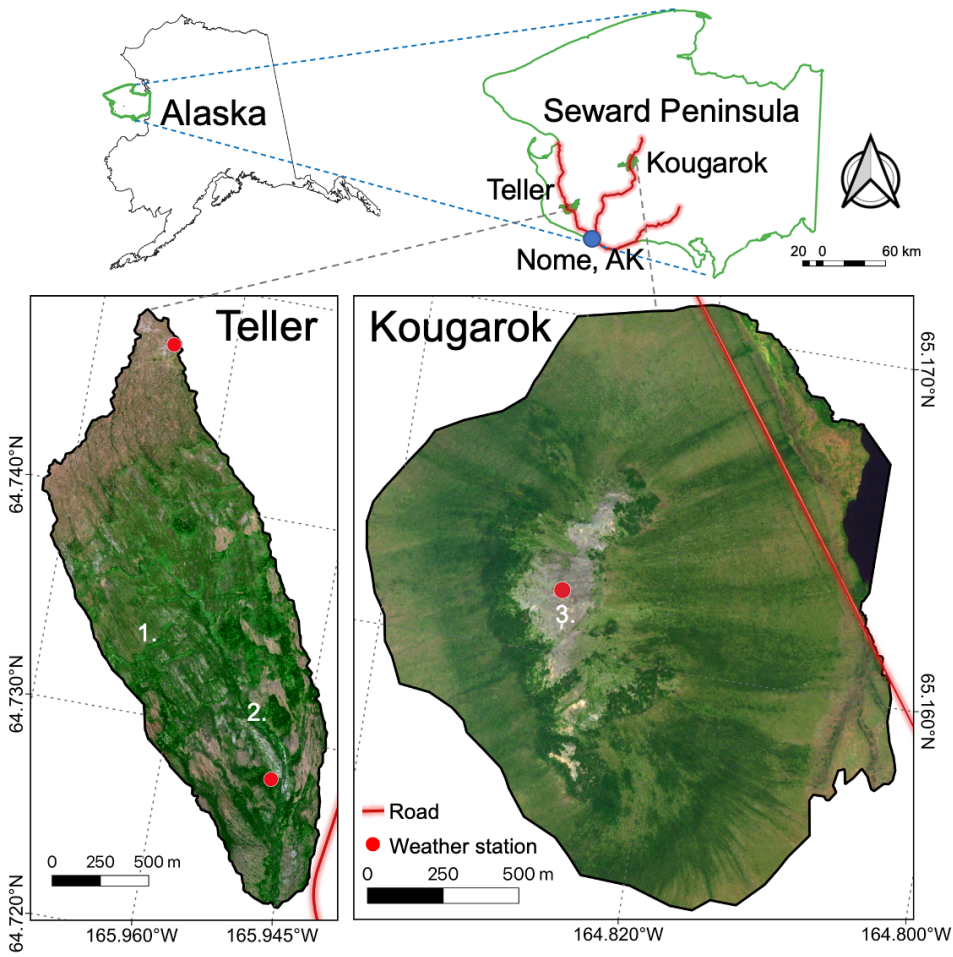 Alaska
Seward Peninsula
Kougarok
Teller
Nome, AK
20 0 60 km
Teller
Kougarok
65.170°N
64.740°N
1.
3.
64.730°N
2.
65.160°N
Road
Weather station
0 250 500 m
0 250 500 m
64.720°N
165.960°W 165.945°W 164.820°W 164.800°W